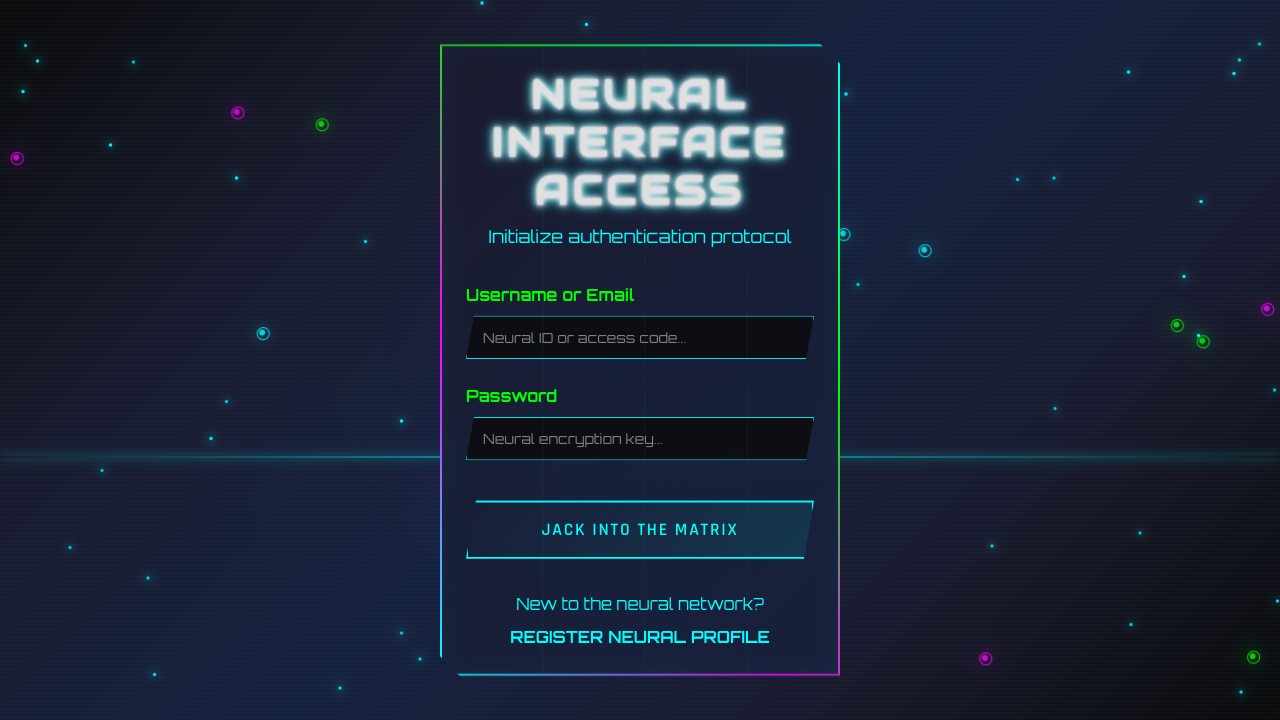 NEURAL
INTERFACE
ACCESS
Initialize authentication protocol
Username or Email
Neural ID or access code...
Password
Neural encryption key...
JACK INTO THE MATRIX
New to the neural network?
REGISTER NEURAL PROFILE